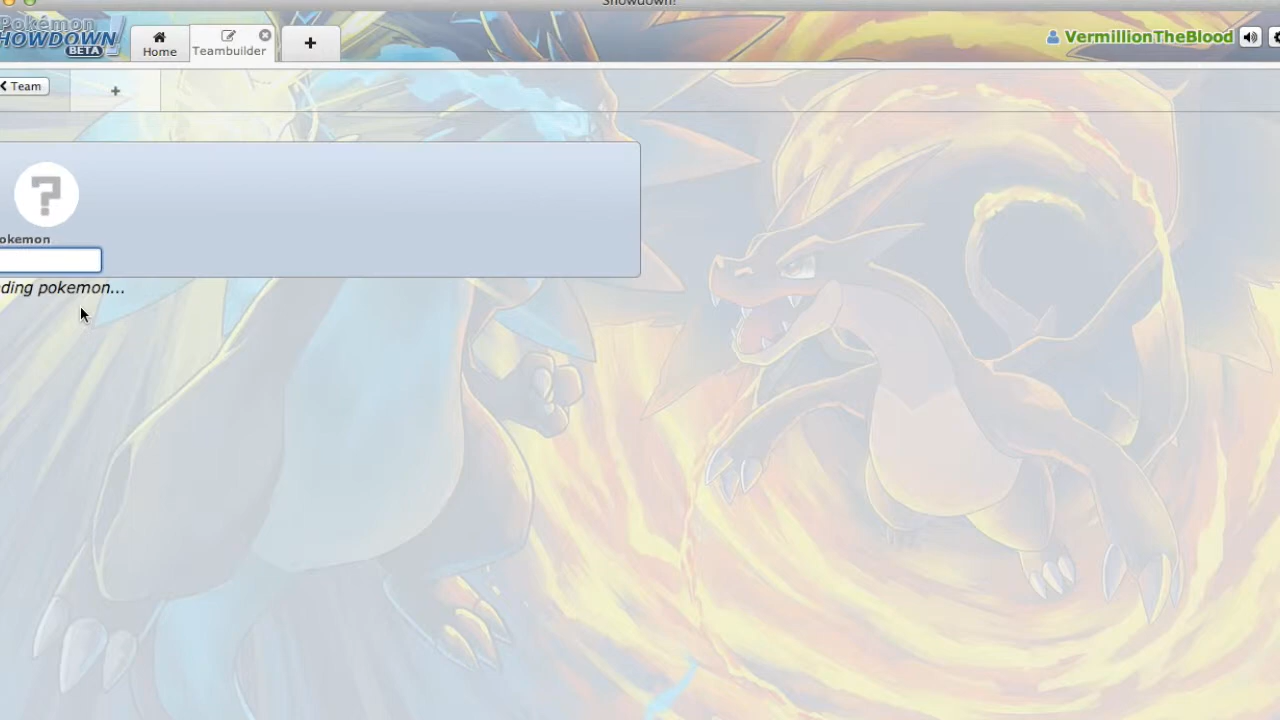 Showdown!
Pokémon
HOWDOWN!
BETA
Home
Teambuilder
+
VermillionTheBlood
Team
+
?
okemon
ding pokemon...